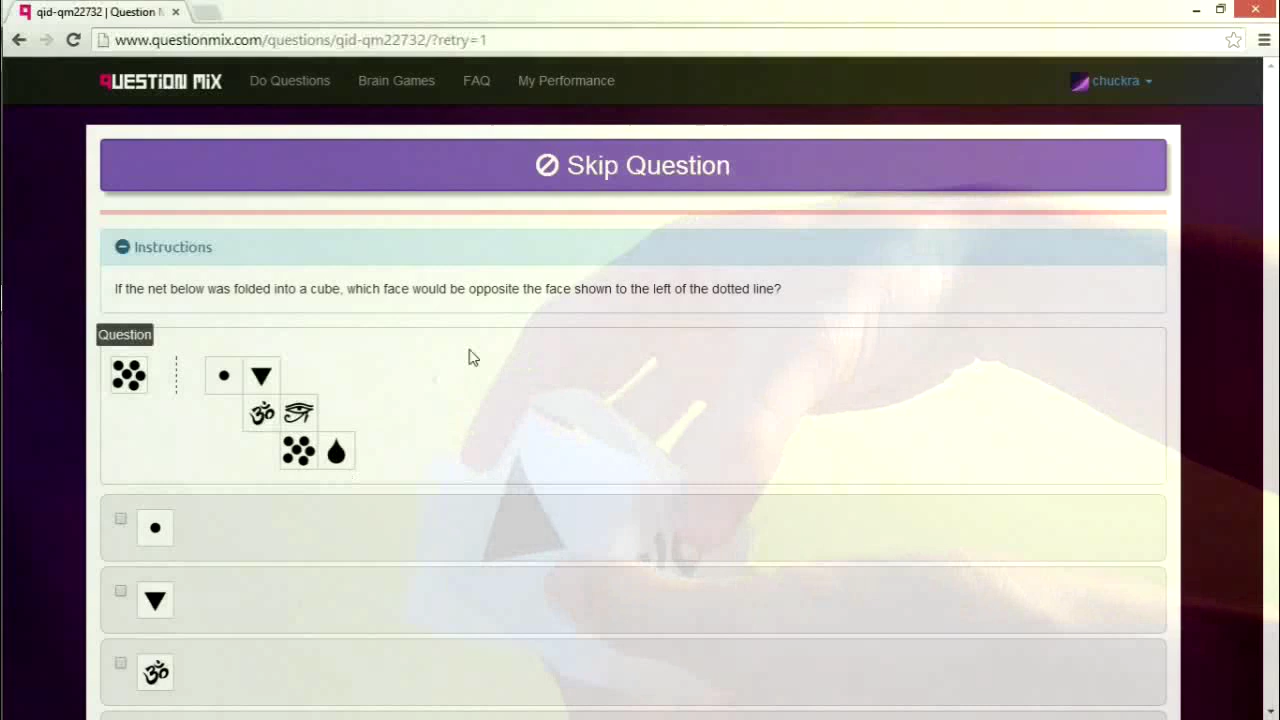 qid-qm22732 | Question M
www.questionmix.com/questions/qid-qm22732/?retry=1
QUESTION MIX Do Questions Brain Games FAQ My Performance chuckra
Skip Question
Instructions
If the net below was folded into a cube, which face would be opposite the face shown to the left of the dotted line?
Question
ॐ
ॐ